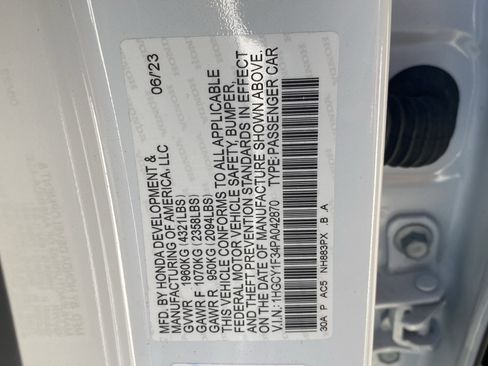 MFD. BY HONDA DEVELOPMENT & 06/23
MANUFACTURING OF AMERICA, LLC
GVWR 1960KG (4321LBS)
GAWR F 1070KG (2358LBS)
GAWR R 950KG (2094LBS)
THIS VEHICLE CONFORMS TO ALL APPLICABLE
FEDERAL MOTOR VEHICLE SAFETY, BUMPER,
AND THEFT PREVENTION STANDARDS IN EFFECT
ON THE DATE OF MANUFACTURE SHOWN ABOVE.
V.I.N.: 1HGCY1F34PA042870 TYPE:PASSENGER CAR
30A P AC5 NH883PX B A